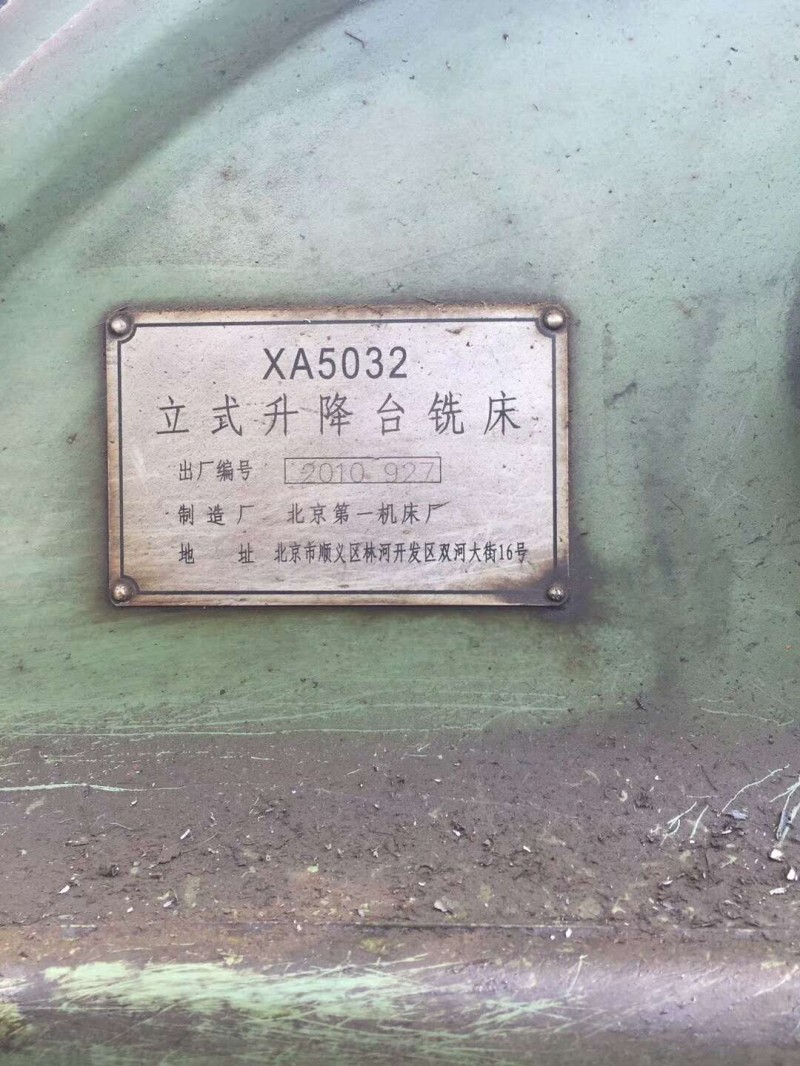 XA5032
立式升降台铣床
出厂编号 2010 927
制造厂 北京第一机床厂
地址 北京市顺义区林河开发区双河大街16号